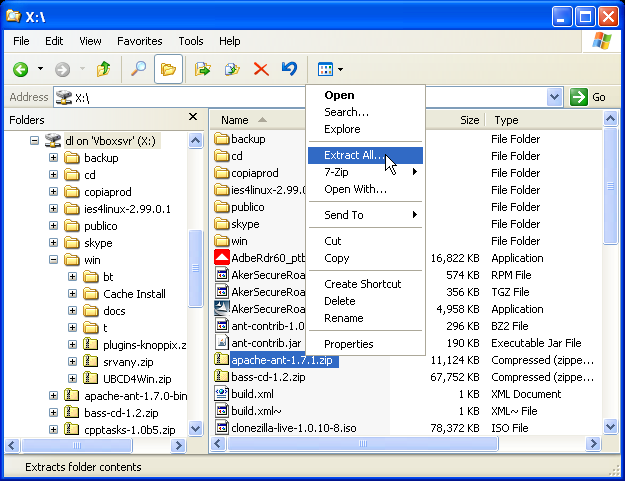 X:\
File Edit View Favorites Tools Help
Address X:\ Go
Folders
dl on 'Vboxsvr' (X:)
backup
cd
copiaprod
ies4linux-2.99.0.1
publico
skype
win
bt
Cache Install
docs
t
plugins-knoppix.z
srvany.zip
UBCD4Win.zip
apache-ant-1.7.0-bin
bass-cd-1.2.zip
cpptasks-1.0b5.zip
Name Size Type
backup File Folder
cd File Folder
copiaprod File Folder
ies4linux-2.99.0.1 File Folder
publico File Folder
skype File Folder
win File Folder
AdbeRdr60_ptb 16,822 KB Application
AkerSecureRoa 574 KB RPM File
AkerSecureRoa 356 KB TGZ File
AkerSecureRoa 4,958 KB Application
ant-contrib-1.0 6 KB BZ2 File
ant-contrib.jar 190 KB Executable Jar File
apache-ant-1.7.1.zip 11,124 KB Compressed (zippe...
bass-cd-1.2.zip 67,752 KB Compressed (zippe...
build.xml 1 KB XML Document
build.xml~ 1 KB XML~ File
clonezilla-live-1.0.10-8.iso 78,372 KB ISO File
Open
Search...
Explore
Extract All...
7-Zip
Open With...
Send To
Cut
Copy
Create Shortcut
Delete
Rename
Properties
Extracts folder contents